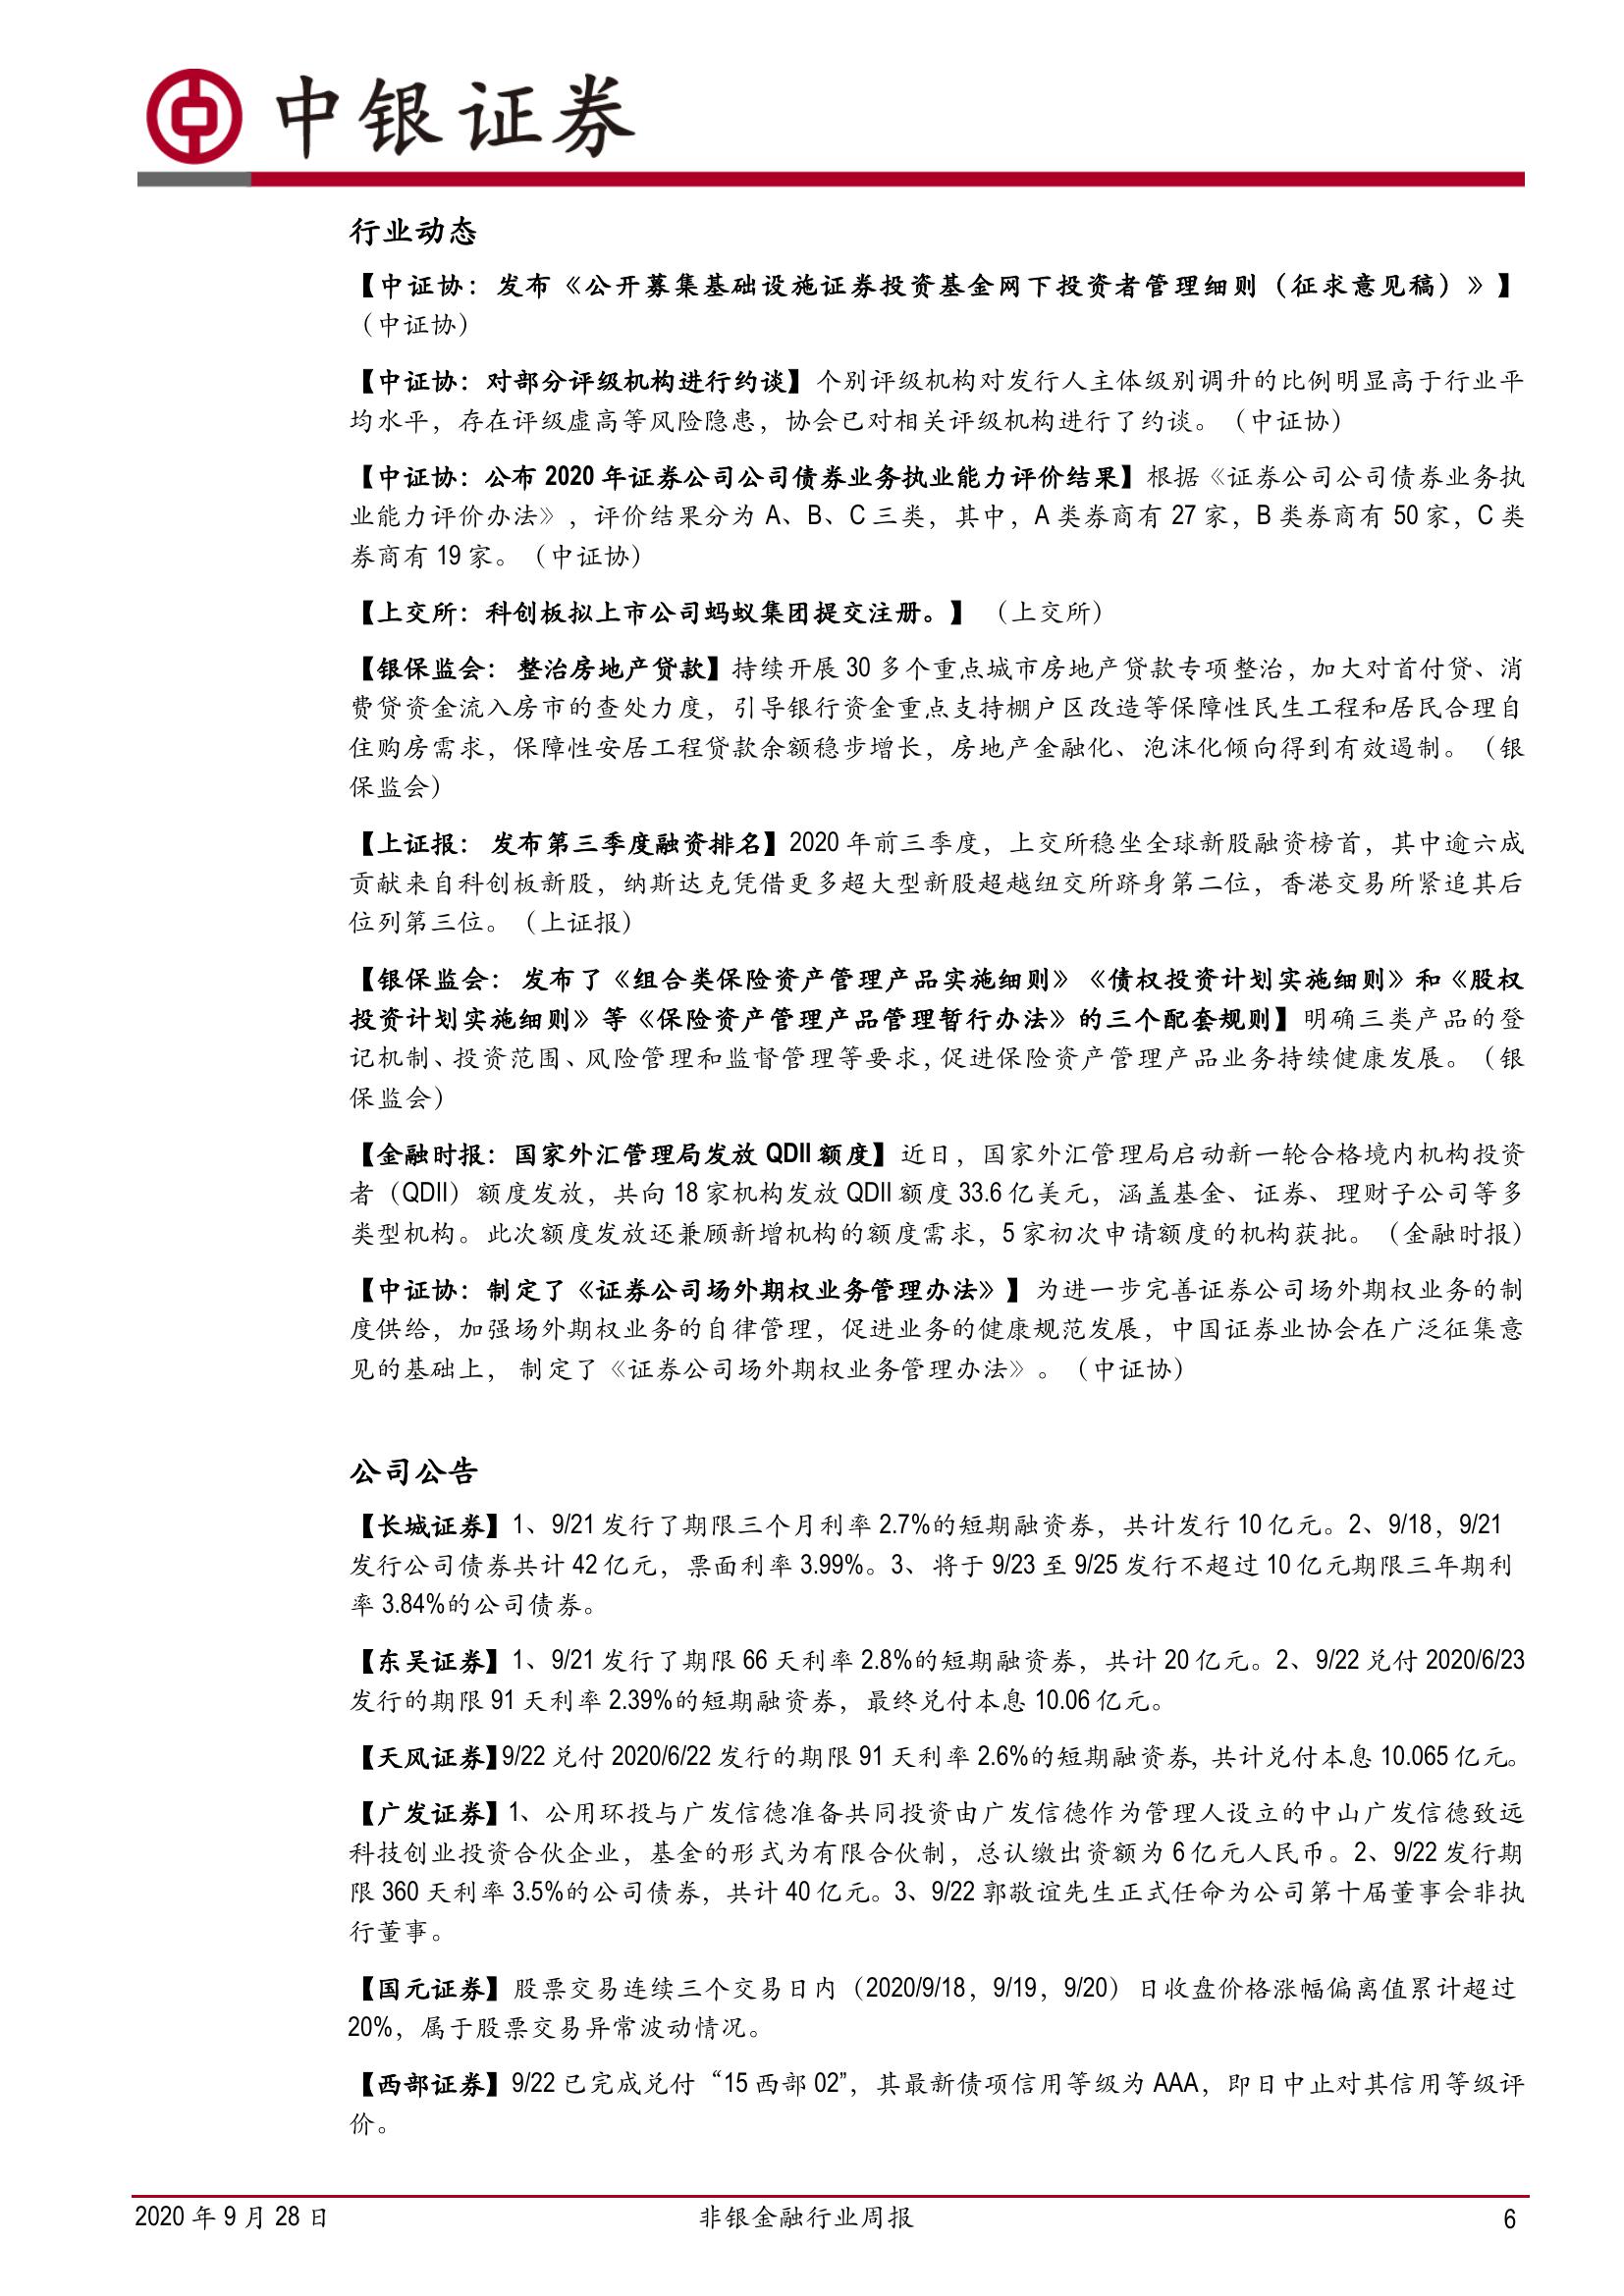 中银证券
行业动态
【中证协：发布《公开募集基础设施证券投资基金网下投资者管理细则（征求意见稿）》】
（中证协）
【中证协：对部分评级机构进行约谈】个别评级机构对发行人主体级别调升的比例明显高于行业平
均水平，存在评级虚高等风险隐患，协会已对相关评级机构进行了约谈。（中证协）
【中证协：公布 2020 年证券公司公司债券业务执业能力评价结果】根据《证券公司公司债券业务执
业能力评价办法》，评价结果分为 A、B、C 三类，其中，A 类券商有 27 家，B 类券商有 50 家，C 类
券商有 19 家。（中证协）
【上交所：科创板拟上市公司蚂蚁集团提交注册。】（上交所）
【银保监会： 整治房地产贷款】持续开展 30 多个重点城市房地产贷款专项整治，加大对首付贷、消
费贷资金流入房市的查处力度，引导银行资金重点支持棚户区改造等保障性民生工程和居民合理自
住购房需求，保障性安居工程贷款余额稳步增长，房地产金融化、泡沫化倾向得到有效遏制。（银
保监会）
【上证报： 发布第三季度融资排名】2020 年前三季度，上交所稳坐全球新股融资榜首，其中逾六成
贡献来自科创板新股，纳斯达克凭借更多超大型新股超越纽交所跻身第二位，香港交易所紧追其后
位列第三位。（上证报）
【银保监会： 发布了《组合类保险资产管理产品实施细则》《债权投资计划实施细则》和《股权
投资计划实施细则》等《保险资产管理产品管理暂行办法》的三个配套规则】明确三类产品的登
记机制、投资范围、风险管理和监督管理等要求，促进保险资产管理产品业务持续健康发展。（银
保监会）
【金融时报：国家外汇管理局发放 QDII 额度】近日，国家外汇管理局启动新一轮合格境内机构投资
者（QDII）额度发放，共向 18 家机构发放 QDII 额度 33.6 亿美元，涵盖基金、证券、理财子公司等多
类型机构。此次额度发放还兼顾新增机构的额度需求，5 家初次申请额度的机构获批。（金融时报）
【中证协：制定了《证券公司场外期权业务管理办法》】为进一步完善证券公司场外期权业务的制
度供给，加强场外期权业务的自律管理，促进业务的健康规范发展，中国证券业协会在广泛征集意
见的基础上， 制定了《证券公司场外期权业务管理办法》。（中证协）
公司公告
【长城证券】1、9/21 发行了期限三个月利率 2.7%的短期融资券，共计发行 10 亿元。2、9/18，9/21
发行公司债券共计 42 亿元，票面利率 3.99%。3、将于 9/23 至 9/25 发行不超过 10 亿元期限三年期利
率 3.84%的公司债券。
【东吴证券】1、9/21 发行了期限 66 天利率 2.8%的短期融资券，共计 20 亿元。2、9/22 兑付 2020/6/23
发行的期限 91 天利率 2.39%的短期融资券，最终兑付本息 10.06 亿元。
【天风证券】9/22 兑付 2020/6/22 发行的期限 91 天利率 2.6%的短期融资券，共计兑付本息 10.065 亿元。
【广发证券】1、公用环投与广发信德准备共同投资由广发信德作为管理人设立的中山广发信德致远
科技创业投资合伙企业，基金的形式为有限合伙制，总认缴出资额为 6 亿元人民币。2、9/22 发行期
限 360 天利率 3.5%的公司债券，共计 40 亿元。3、9/22 郭敬谊先生正式任命为公司第十届董事会非执
行董事。
【国元证券】股票交易连续三个交易日内（2020/9/18，9/19，9/20）日收盘价格涨幅偏离值累计超过
20%，属于股票交易异常波动情况。
【西部证券】9/22 已完成兑付“15 西部 02”，其最新债项信用等级为 AAA，即日中止对其信用等级评
价。
2020 年 9 月 28 日
非银金融行业周报
6